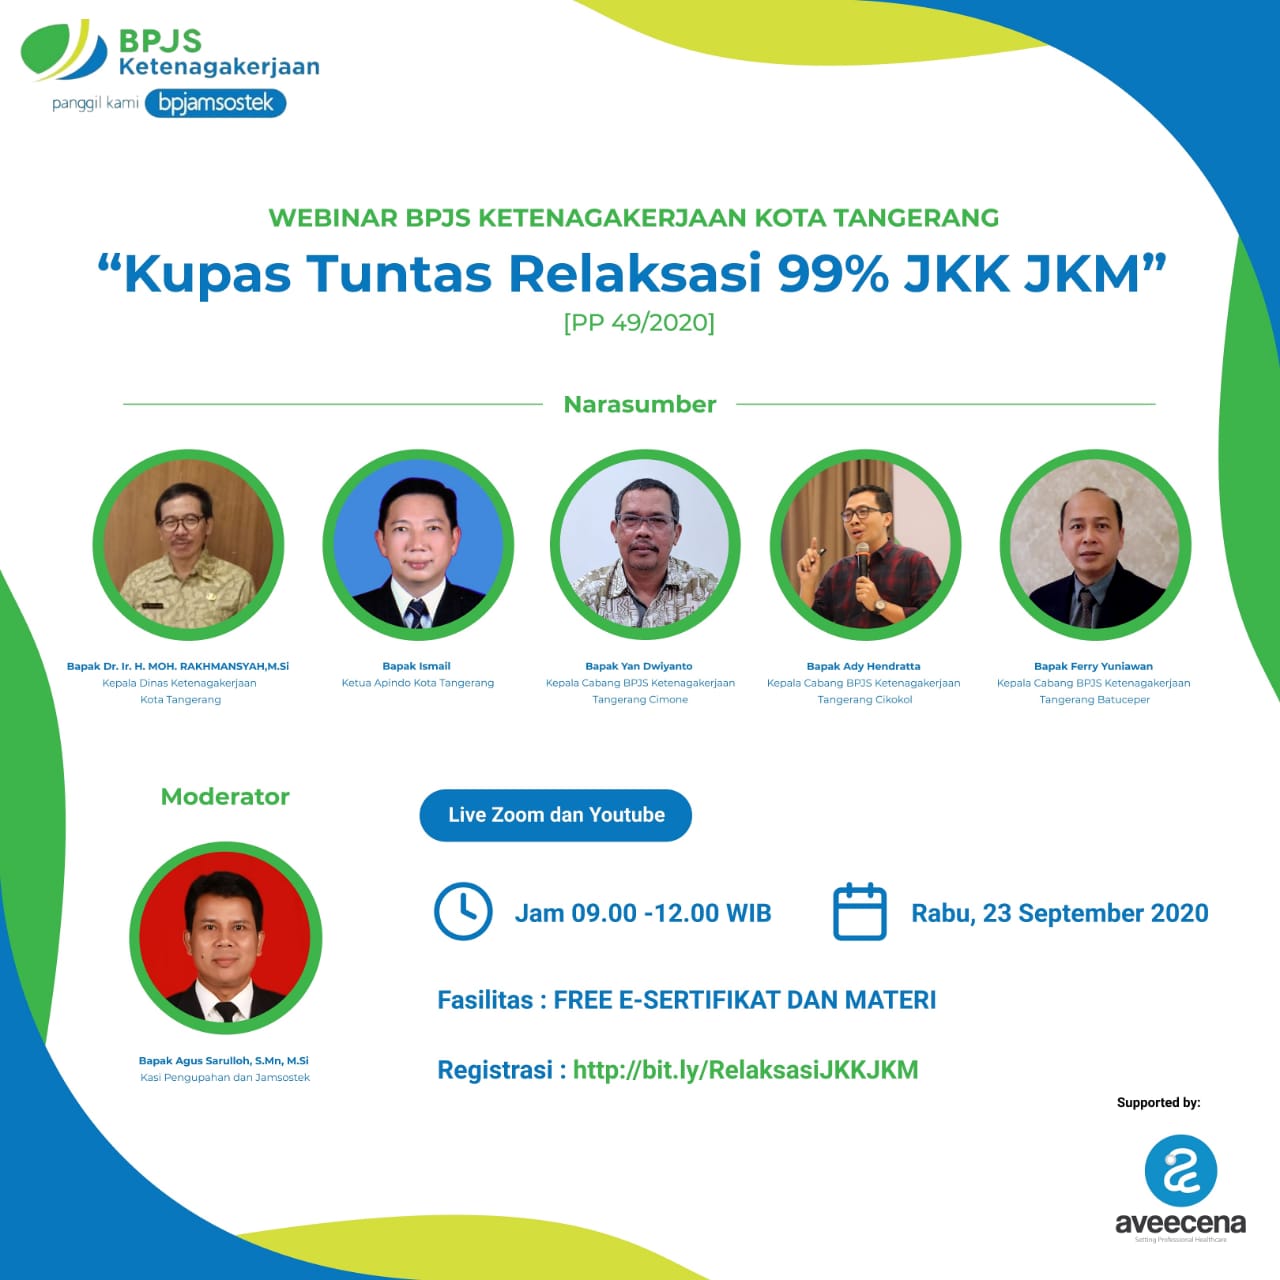 BPJS
Ketenagakerjaan
panggil kami bpjamsostek
WEBINAR BPJS KETENAGAKERJAAN KOTA TANGERANG
“Kupas Tuntas Relaksasi 99% JKK JKM”
[PP 49/2020]
Narasumber
Bapak Dr. Ir. H. MOH. RAKHMANSYAH,M.Si
Kepala Dinas Ketenagakerjaan
Kota Tangerang
Bapak Ismail
Ketua Apindo Kota Tangerang
Bapak Yan Dwiyanto
Kepala Cabang BPJS Ketenagakerjaan
Tangerang Cimone
Bapak Ady Hendratta
Kepala Cabang BPJS Ketenagakerjaan
Tangerang Cikokol
Bapak Ferry Yuniawan
Kepala Cabang BPJS Ketenagakerjaan
Tangerang Batuceper
Moderator
Bapak Agus Sarulloh, S.Mn, M.Si
Kasi Pengupahan dan Jamsostek
Live Zoom dan Youtube
Jam 09.00 -12.00 WIB
Rabu, 23 September 2020
Fasilitas : FREE E-SERTIFIKAT DAN MATERI
Registrasi : http://bit.ly/RelaksasiJKKJKM
Supported by:
aveecena
Setting Professional Healthcare